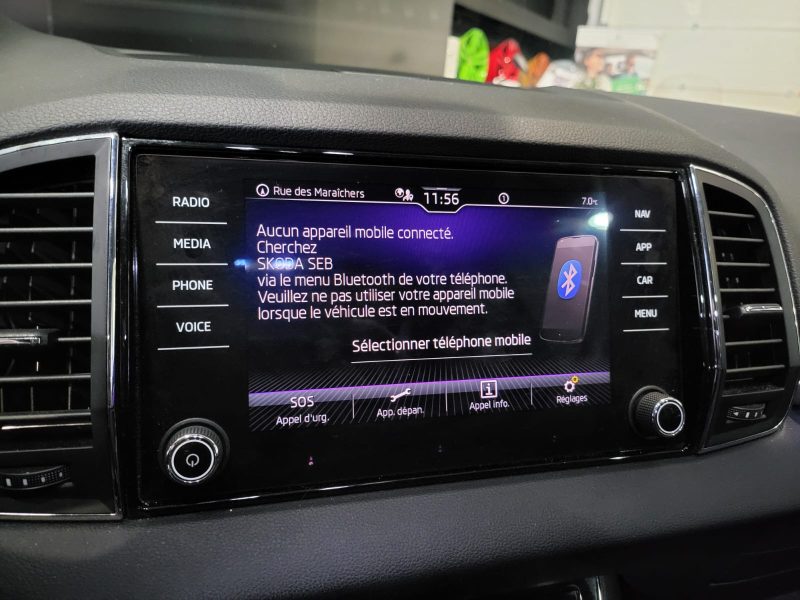 Rue des Maraîchers
11:56
7.0°C
RADIO
MEDIA
PHONE
VOICE
Aucun appareil mobile connecté.
Cherchez
SKODA SEB
via le menu Bluetooth de votre téléphone.
Veuillez ne pas utiliser votre appareil mobile
lorsque le véhicule est en mouvement.
Sélectionner téléphone mobile
SOS
Appel d'urg.
App. dépan.
i
Appel info.
Réglages
NAV
APP
CAR
MENU